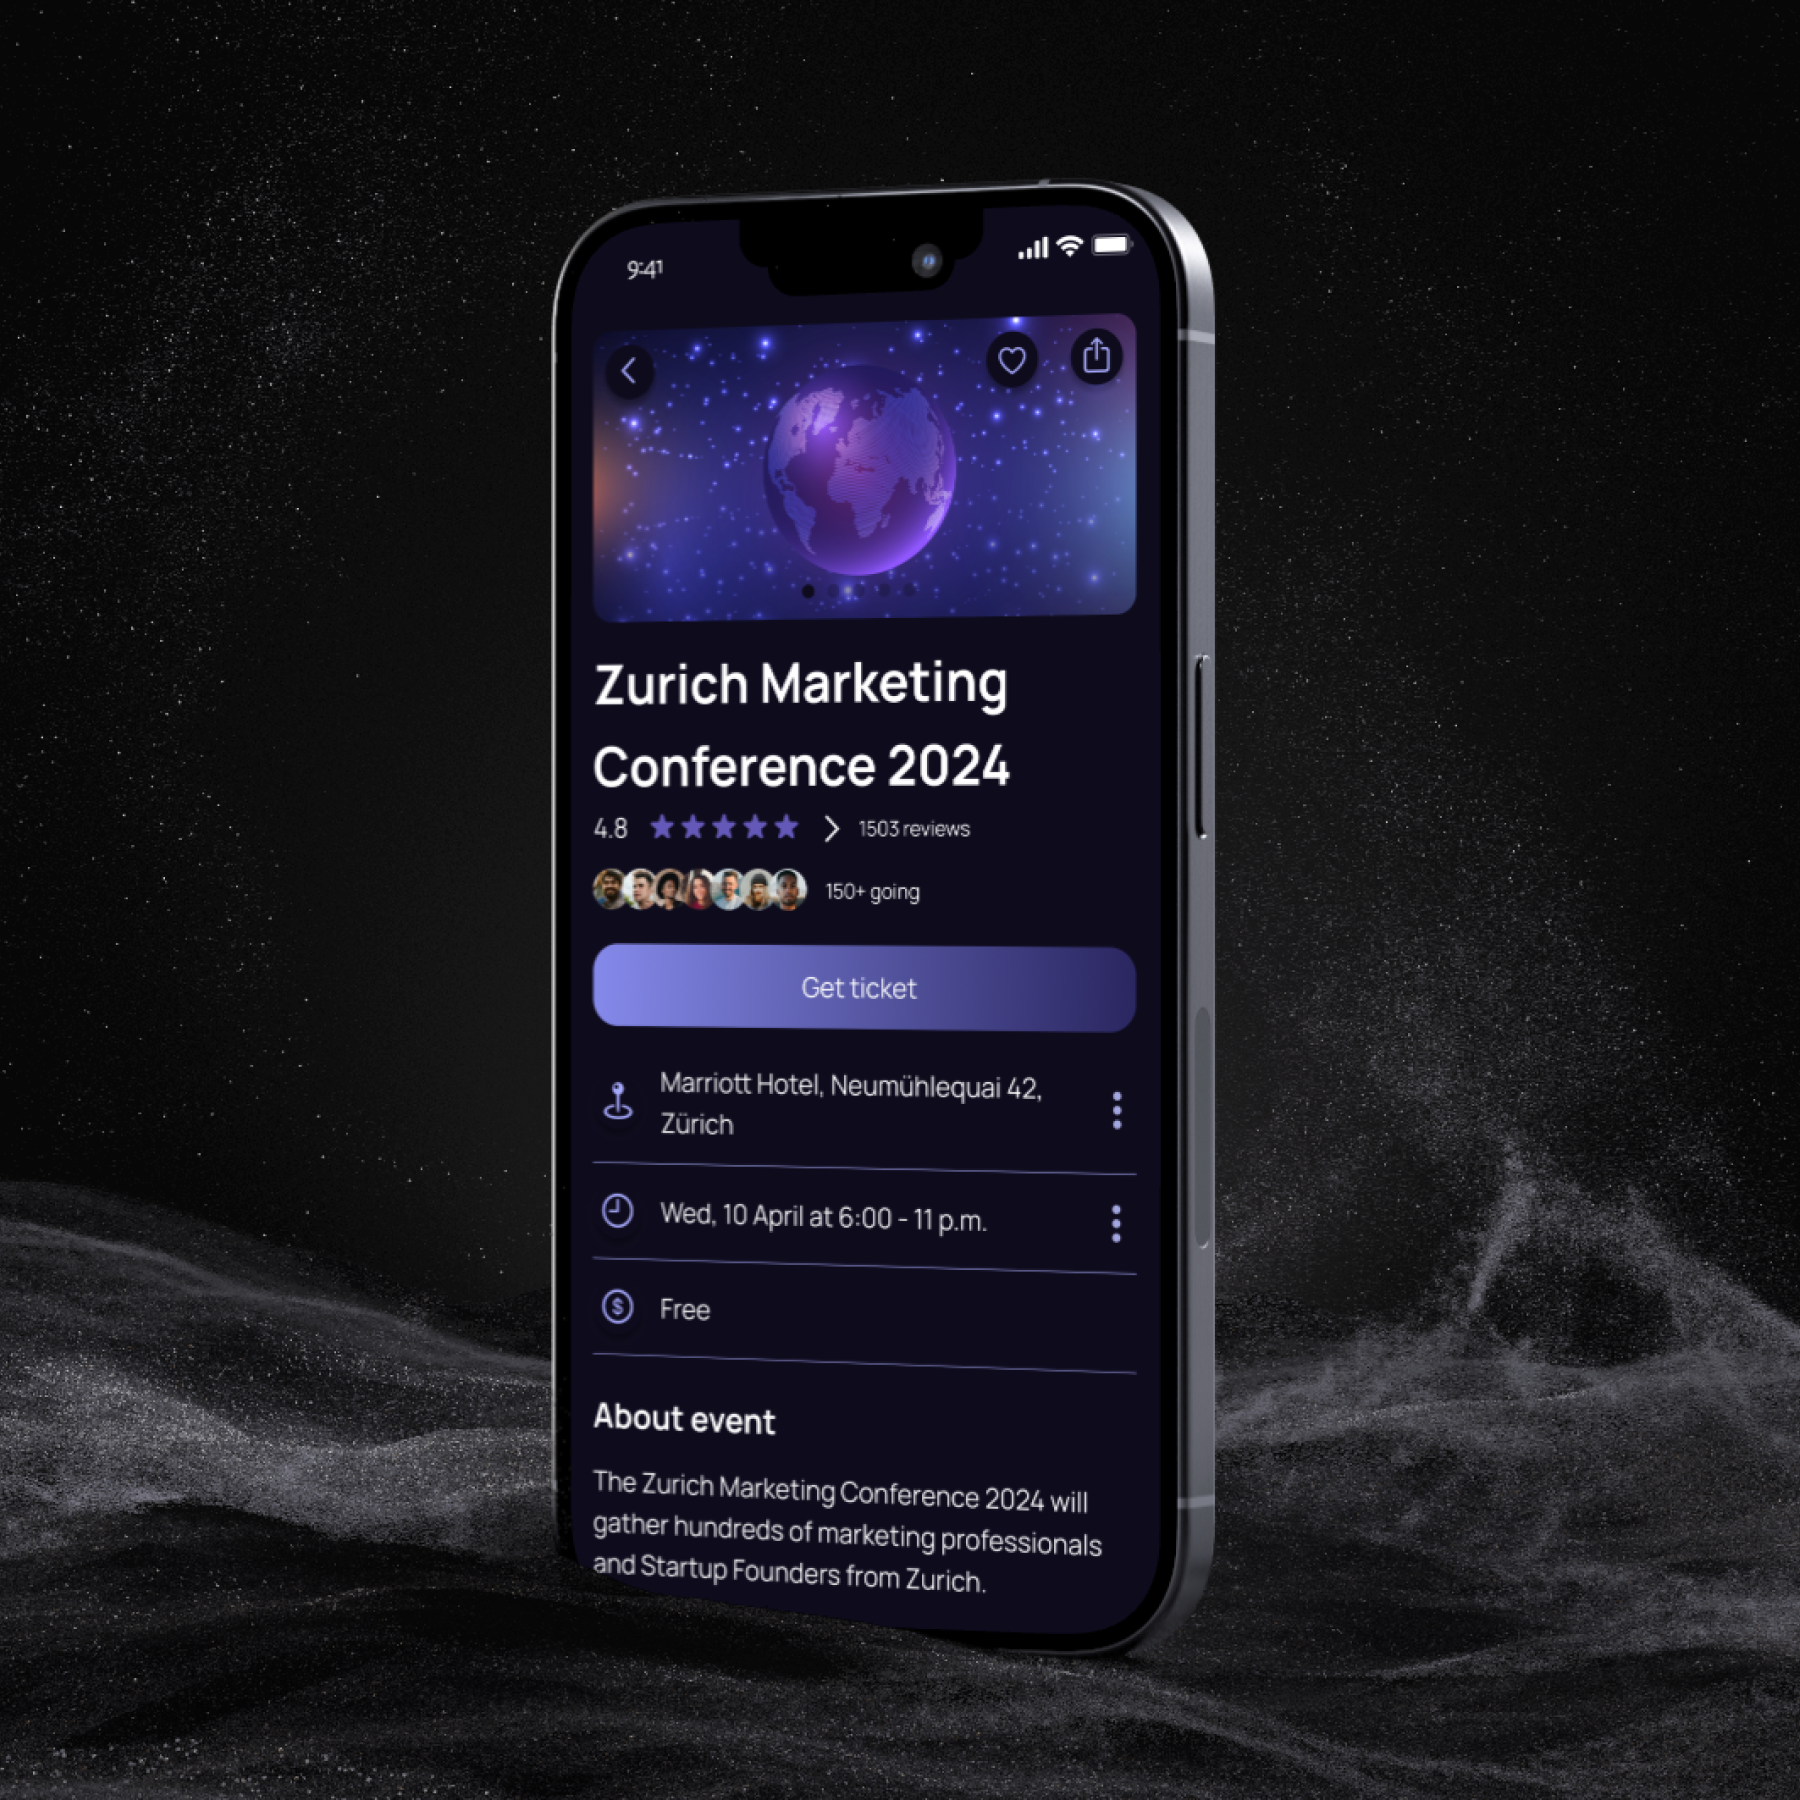 9:41
Zurich Marketing
Conference 2024
4.8
1503 reviews
150+ going
Get ticket
Marriott Hotel, Neumühlequai 42,
Zürich
Wed, 10 April at 6:00 - 11 p.m.
$
Free
About event
The Zurich Marketing Conference 2024 will
gather hundreds of marketing professionals
and Startup Founders from Zurich.